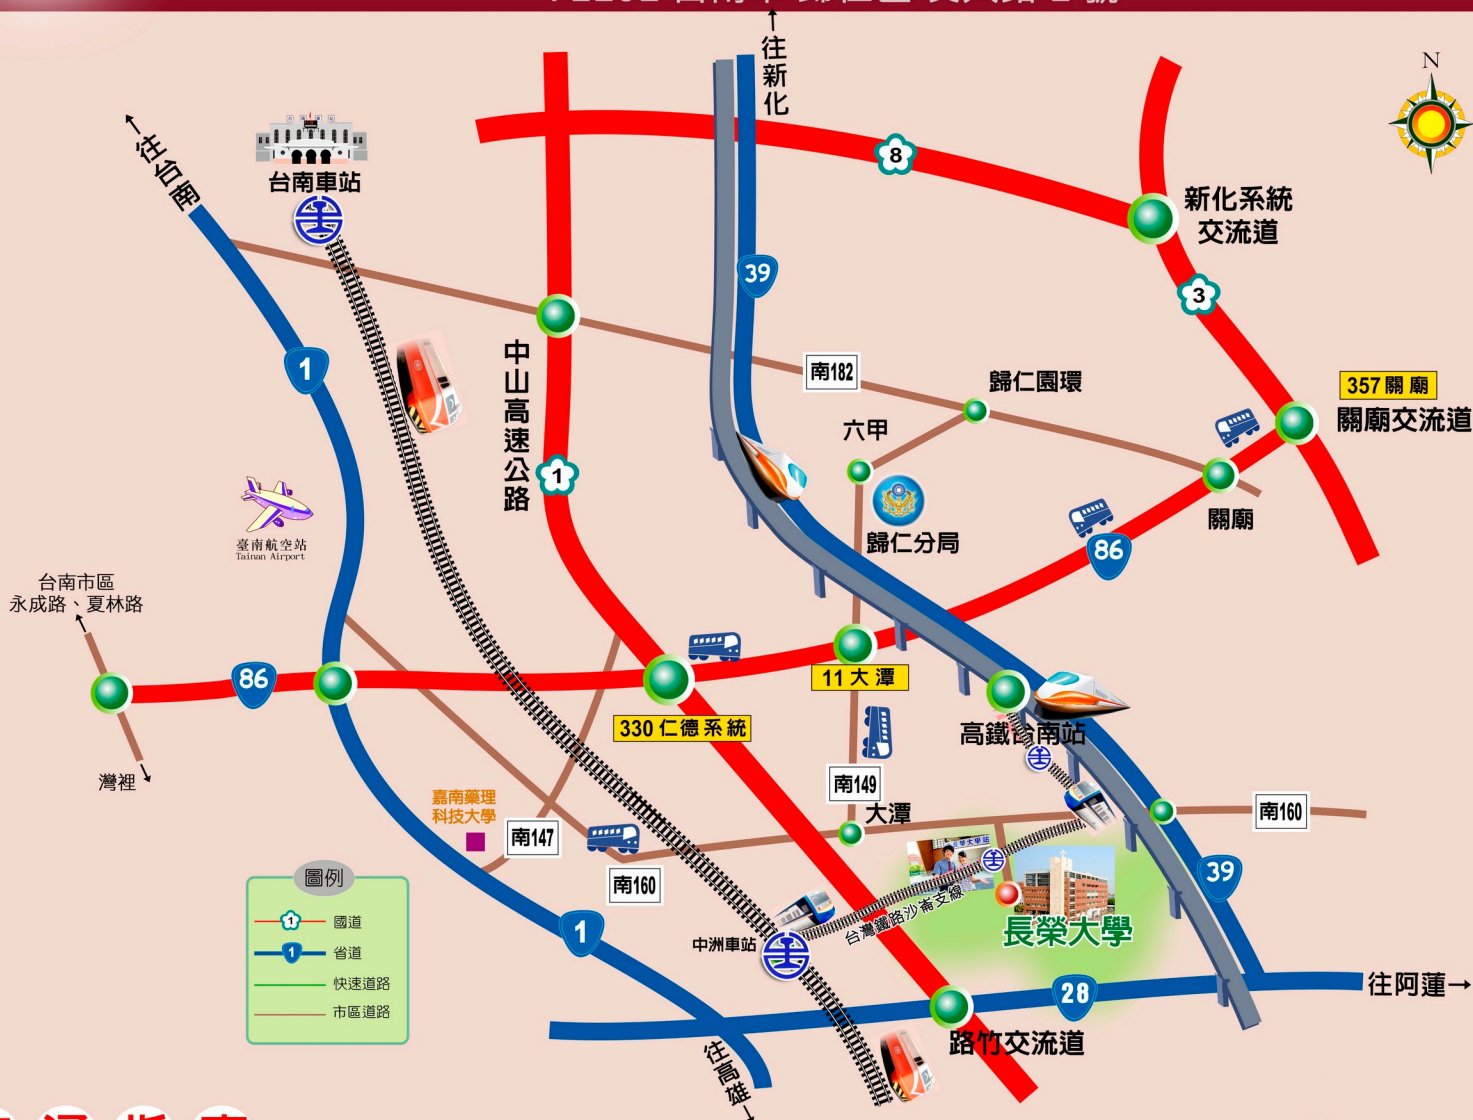 往新化
N
往台南
台南車站
8
新化系統
交流道
39
3
1
中山高速公路
南182
歸仁園環
357 關廟
關廟交流道
六甲
1
歸仁分局
關廟
臺南航空站
Tainan Airport
86
台南市區
永成路、夏林路
86
11 大潭
330 仁德系統
高鐵台南站
灣裡
南149
嘉南藥理
科技大學
大潭
南147
南160
長榮大學站
39
圖例
南160
1 國道
1 省道
快速道路
市區道路
台灣鐵路沙崙支線
長榮大學
1
中洲車站
28
往阿蓮
路竹交流道
往高雄